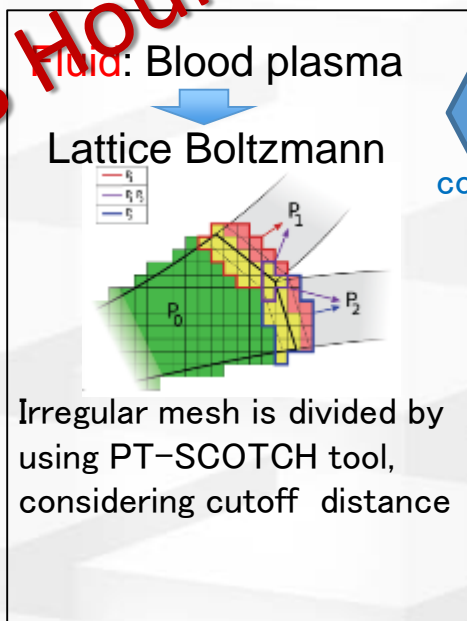 Hour
Fluid: Blood plasma
Lattice Boltzmann
P₁
P₀
P₂
Irregular mesh is divided by
using PT-SCOTCH tool,
considering cutoff distance